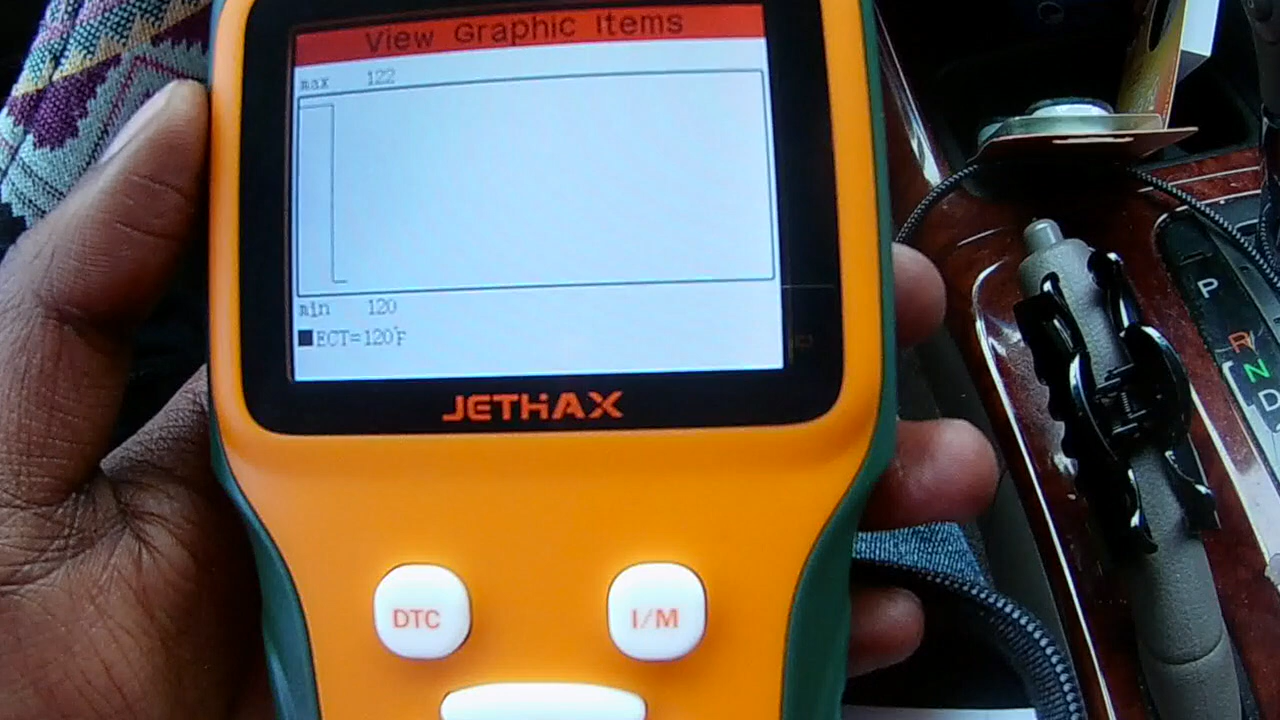 View Graphic Items
max 122
min 120
ECT=120°F
JETHAX
DTC
I/M
P
R
N
D